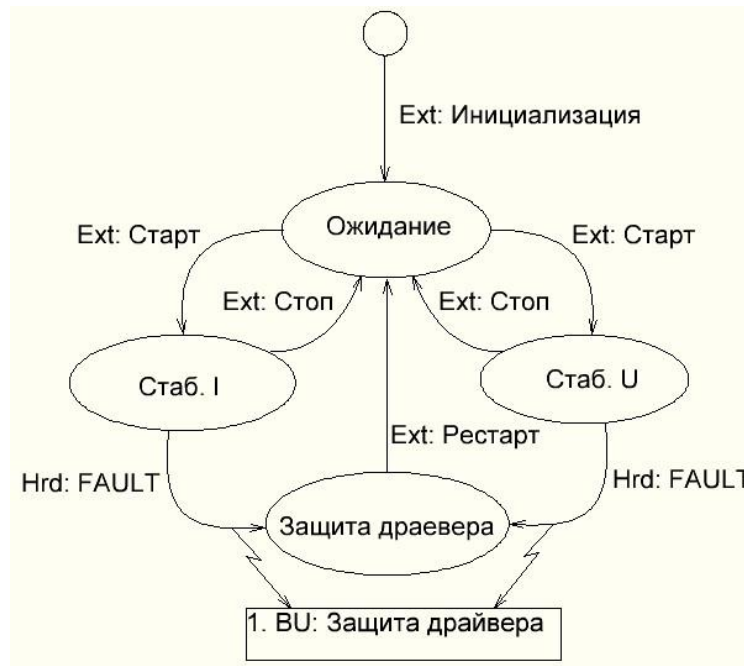 Ext: Инициализация
Ожидание
Ext: Старт
Ext: Старт
Ext: Стоп
Ext: Стоп
Стаб. I
Стаб. U
Ext: Рестарт
Hrd: FAULT
Hrd: FAULT
Защита драевера
1. BU: Защита драйвера